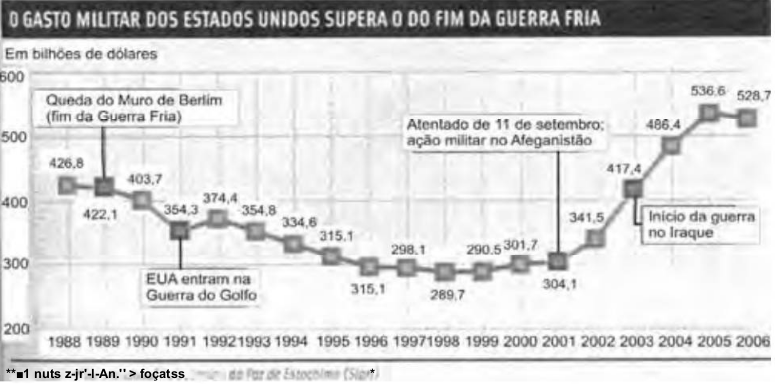 O GASTO MILITAR DOS ESTADOS UNIDOS SUPERA O DO FIM DA GUERRA FRIA
Em bilhões de dólares
600
536,6
528,7
Queda do Muro de Berlim
(fim da Guerra Fria)
Atentado de 11 de setembro;
ação militar no Afeganistão
500
486,4
426,8
422,1
403,7
417,4
400
354,3
374,4
354,8
334,6
315,1
341,5
Início da guerra
no Iraque
300
298,1
290,5
301,7
EUA entram na
Guerra do Golfo
315,1
289,7
304,1
200
1988 1989 1990 1991 1992 1993 1994 1995 1996 1997 1998 1999 2000 2001 2002 2003 2004 2005 2006
**■1 nuts z-jr'-l-An.'' > foçatss da Paz de Estocolmo (Sipri)*